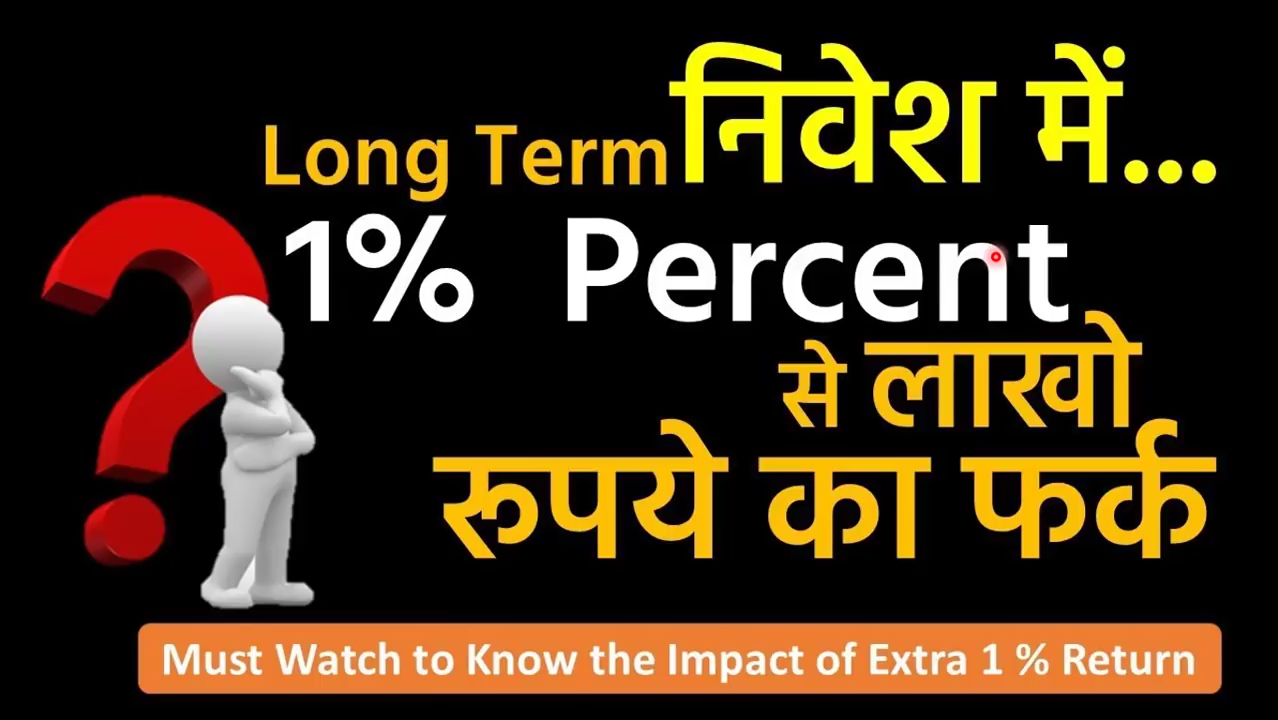 Long Term निवेश में...
1% Percent
से लाखो
रूपये का फर्क
Must Watch to Know the Impact of Extra 1 % Return